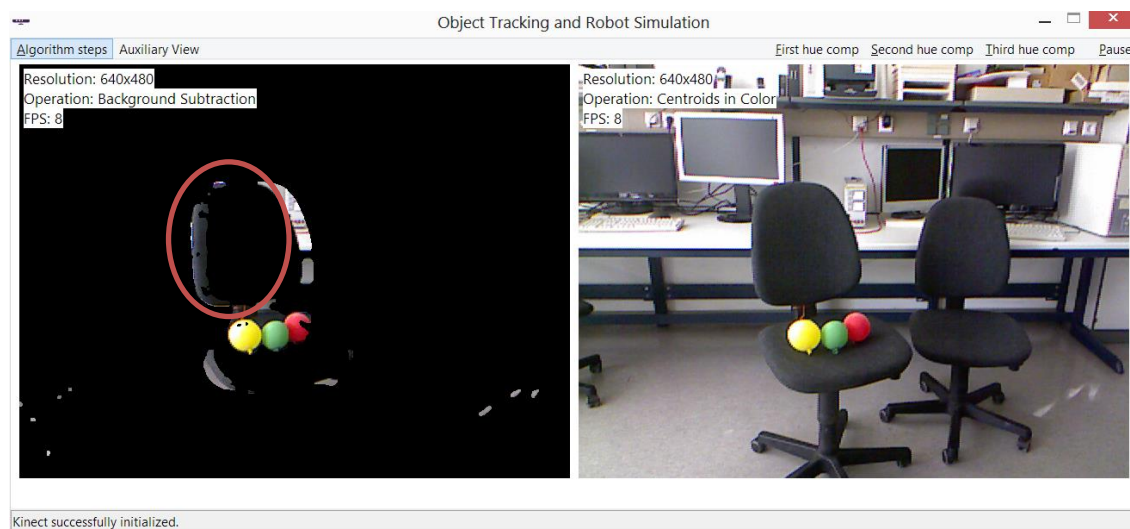 Object Tracking and Robot Simulation
Algorithm steps Auxiliary View First hue comp Second hue comp Third hue comp Pause
Resolution: 640x480
Operation: Background Subtraction
FPS: 8
Resolution: 640x480
Operation: Centroids in Color
FPS: 8
Kinect successfully initialized.